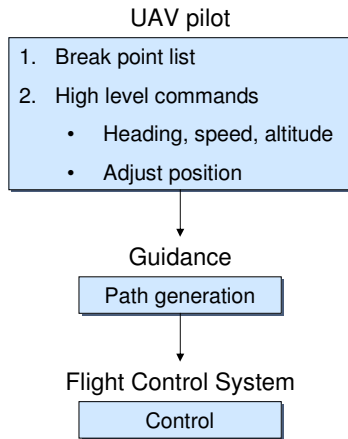 UAV pilot
1. Break point list
2. High level commands
• Heading, speed, altitude
• Adjust position
Guidance
Path generation
Flight Control System
Control